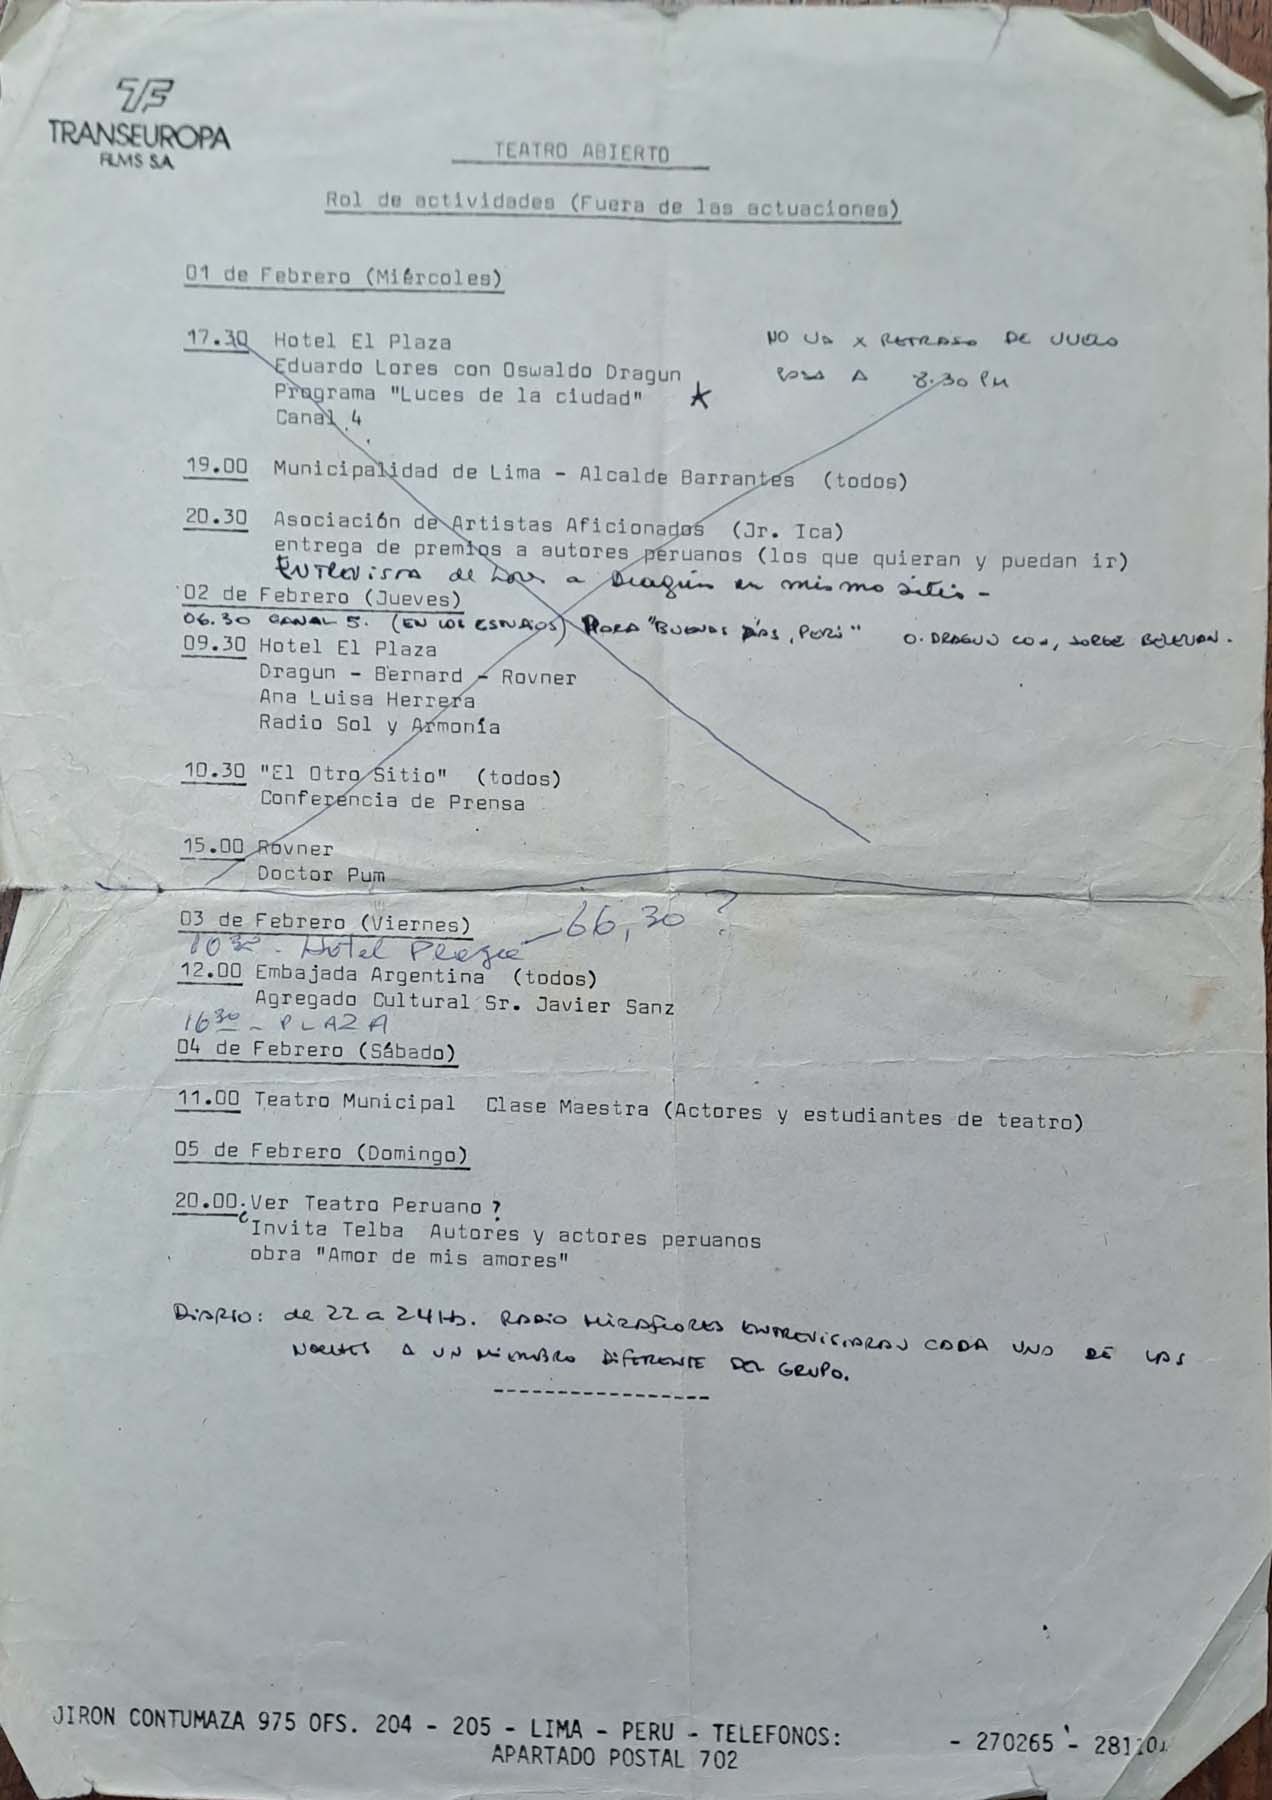 TF
TRANSEUROPA
FILMS S.A
TEATRO ABIERTO
Rol de actividades (Fuera de las actuaciones)
01 de Febrero (Miércoles)
17.30 Hotel El Plaza
NO VA X RETRASO DE VUELO
Eduardo Lores con Oswaldo Dragun
PASA A 8.30 PM
Programa "Luces de la ciudad"
Canal 4
19.00 Municipalidad de Lima - Alcalde Barrantes (todos)
20.30 Asociación de Artistas Aficionados (Jr. Ica)
entrega de premios a autores peruanos (los que quieran y puedan ir)
ENTREVISTA de Lores a Dragún en mismo sitio -
02 de Febrero (Jueves)
06.30 CANAL 5. (EN LOS ESTUDIOS) PARA "BUENOS DÍAS, PERÚ" O. DRAGUN CON JORGE BELEVAN.
09.30 Hotel El Plaza
Dragun - Bernard - Rovner
Ana Luisa Herrera
Radio Sol y Armonía
10.30 "El Otro Sitio" (todos)
Conferencia de Prensa
15.00 Rovner
Doctor Pum
03 de Febrero (Viernes)
66,30 ?
10 30 - Hotel Plaza
12.00 Embajada Argentina (todos)
Agregado Cultural Sr. Javier Sanz
16 30 - PLAZA
04 de Febrero (Sábado)
11.00 Teatro Municipal Clase Maestra (Actores y estudiantes de teatro)
05 de Febrero (Domingo)
20.00 ¿Ver Teatro Peruano ?
Invita Telba Autores y actores peruanos
obra "Amor de mis amores"
DIARIO: de 22 a 24 Hs. RADIO MIRAFLORES ENTREVISTARAN CADA UNA DE LAS
NOCHES A UN MIEMBRO DIFERENTE DEL GRUPO.
-----------------
JIRON CONTUMAZA 975 OFS. 204 - 205 - LIMA - PERU - TELEFONOS: - 270265 - 281101
APARTADO POSTAL 702